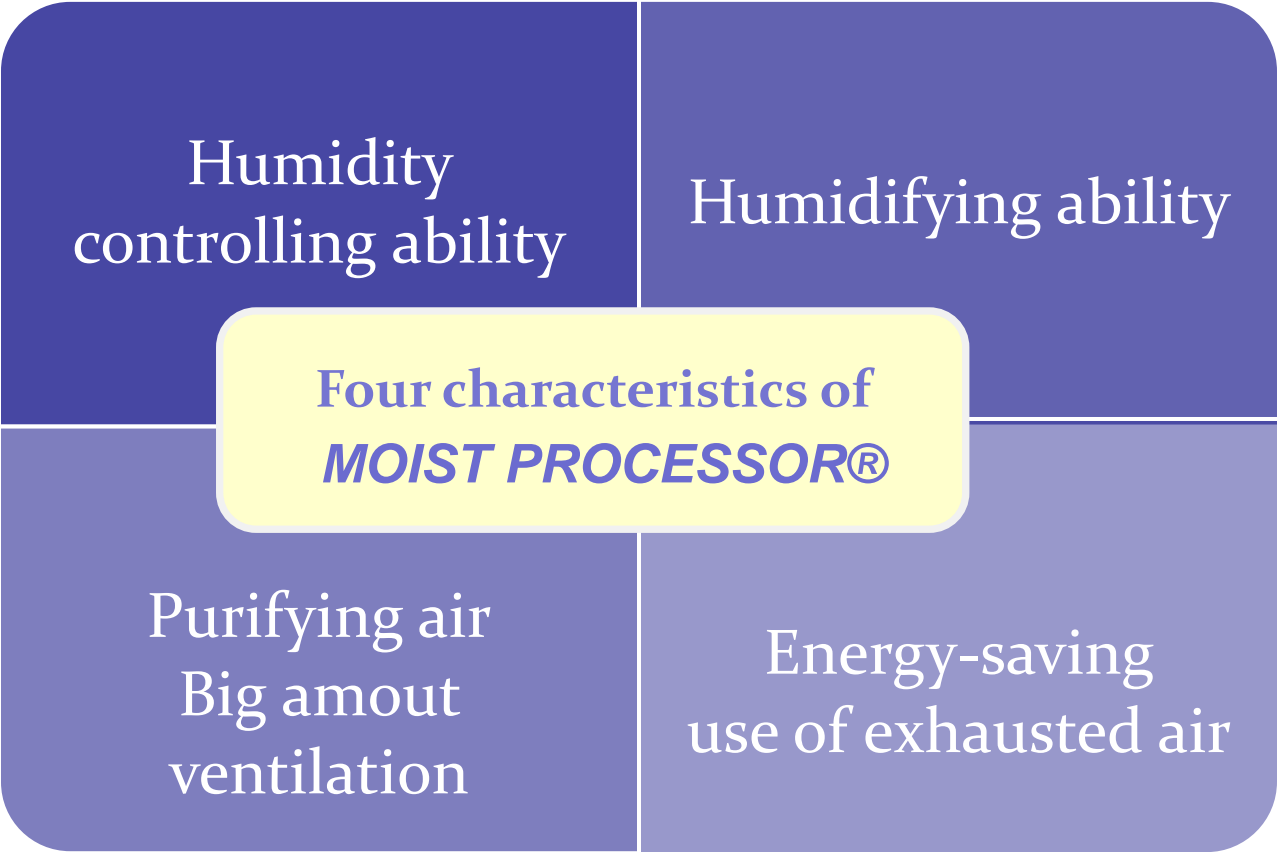 Humidity
controlling ability
Humidifying ability
Four characteristics of
MOIST PROCESSOR®
Purifying air
Big amout
ventilation
Energy-saving
use of exhausted air